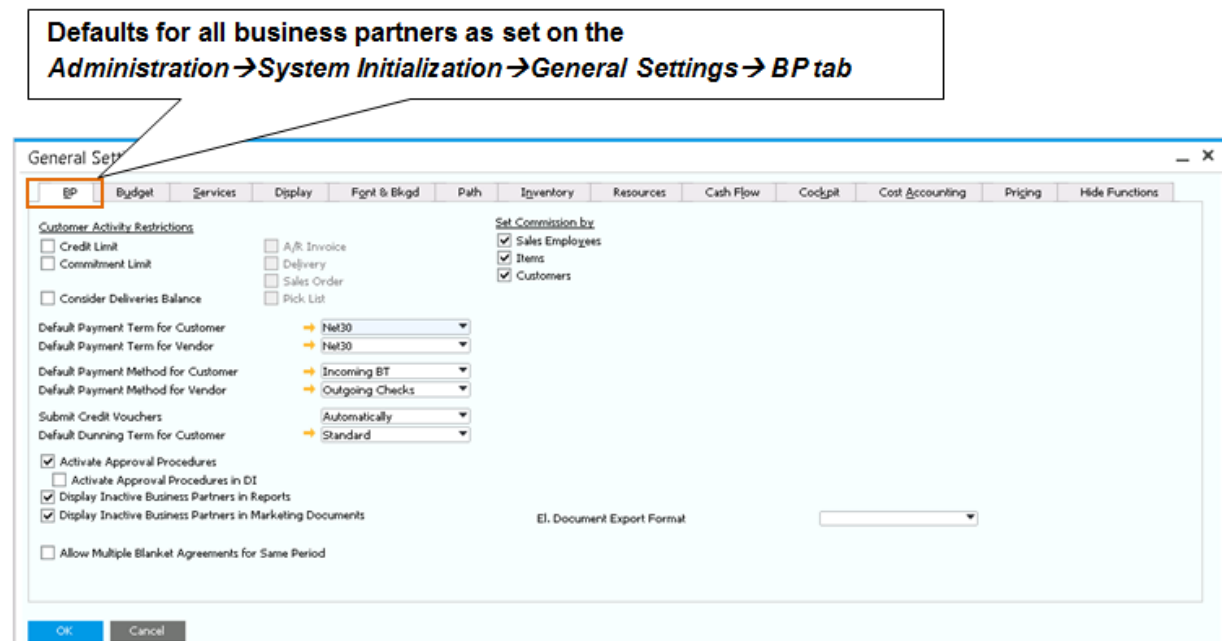 Defaults for all business partners as set on the
Administration→System Initialization→General Settings→ BP tab
General Sett
BP Budget Services Display Font & Bkgd Path Inventory Resources Cash Flow Cockpit Cost Accounting Pricing Hide Functions
Customer Activity Restrictions
Credit Limit
Commitment Limit
Consider Deliveries Balance
A/R Invoice
Delivery
Sales Order
Pick List
Set Commission by
Sales Employees
Items
Customers
Default Payment Term for Customer Net30
Default Payment Term for Vendor Net30
Default Payment Method for Customer Incoming BT
Default Payment Method for Vendor Outgoing Checks
Submit Credit Vouchers Automatically
Default Dunning Term for Customer Standard
Activate Approval Procedures
Activate Approval Procedures in DI
Display Inactive Business Partners in Reports
Display Inactive Business Partners in Marketing Documents
El. Document Export Format
Allow Multiple Blanket Agreements for Same Period
OK Cancel